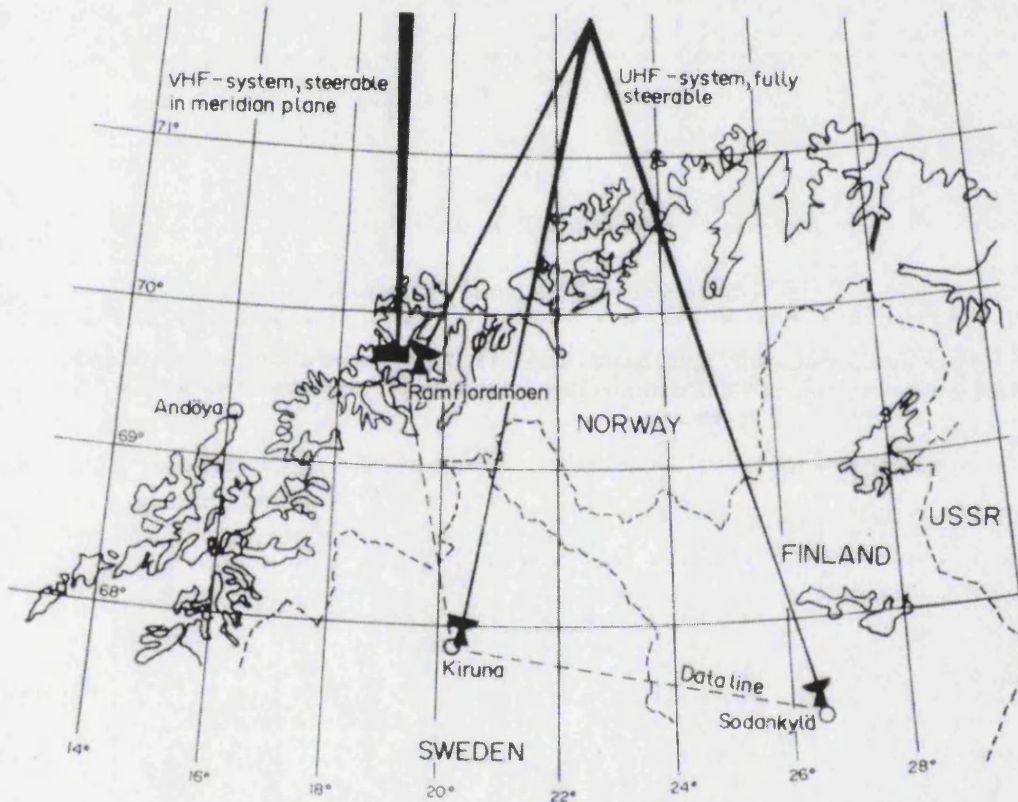 VHF-system, steerable
in meridian plane
UHF-system, fully
steerable
71°
70°
Andöya
Ramfjordmoen
NORWAY
69°
USSR
FINLAND
68°
Kiruna
Data line
Sodankylä
SWEDEN
14°
16°
18°
20°
22°
24°
26°
28°